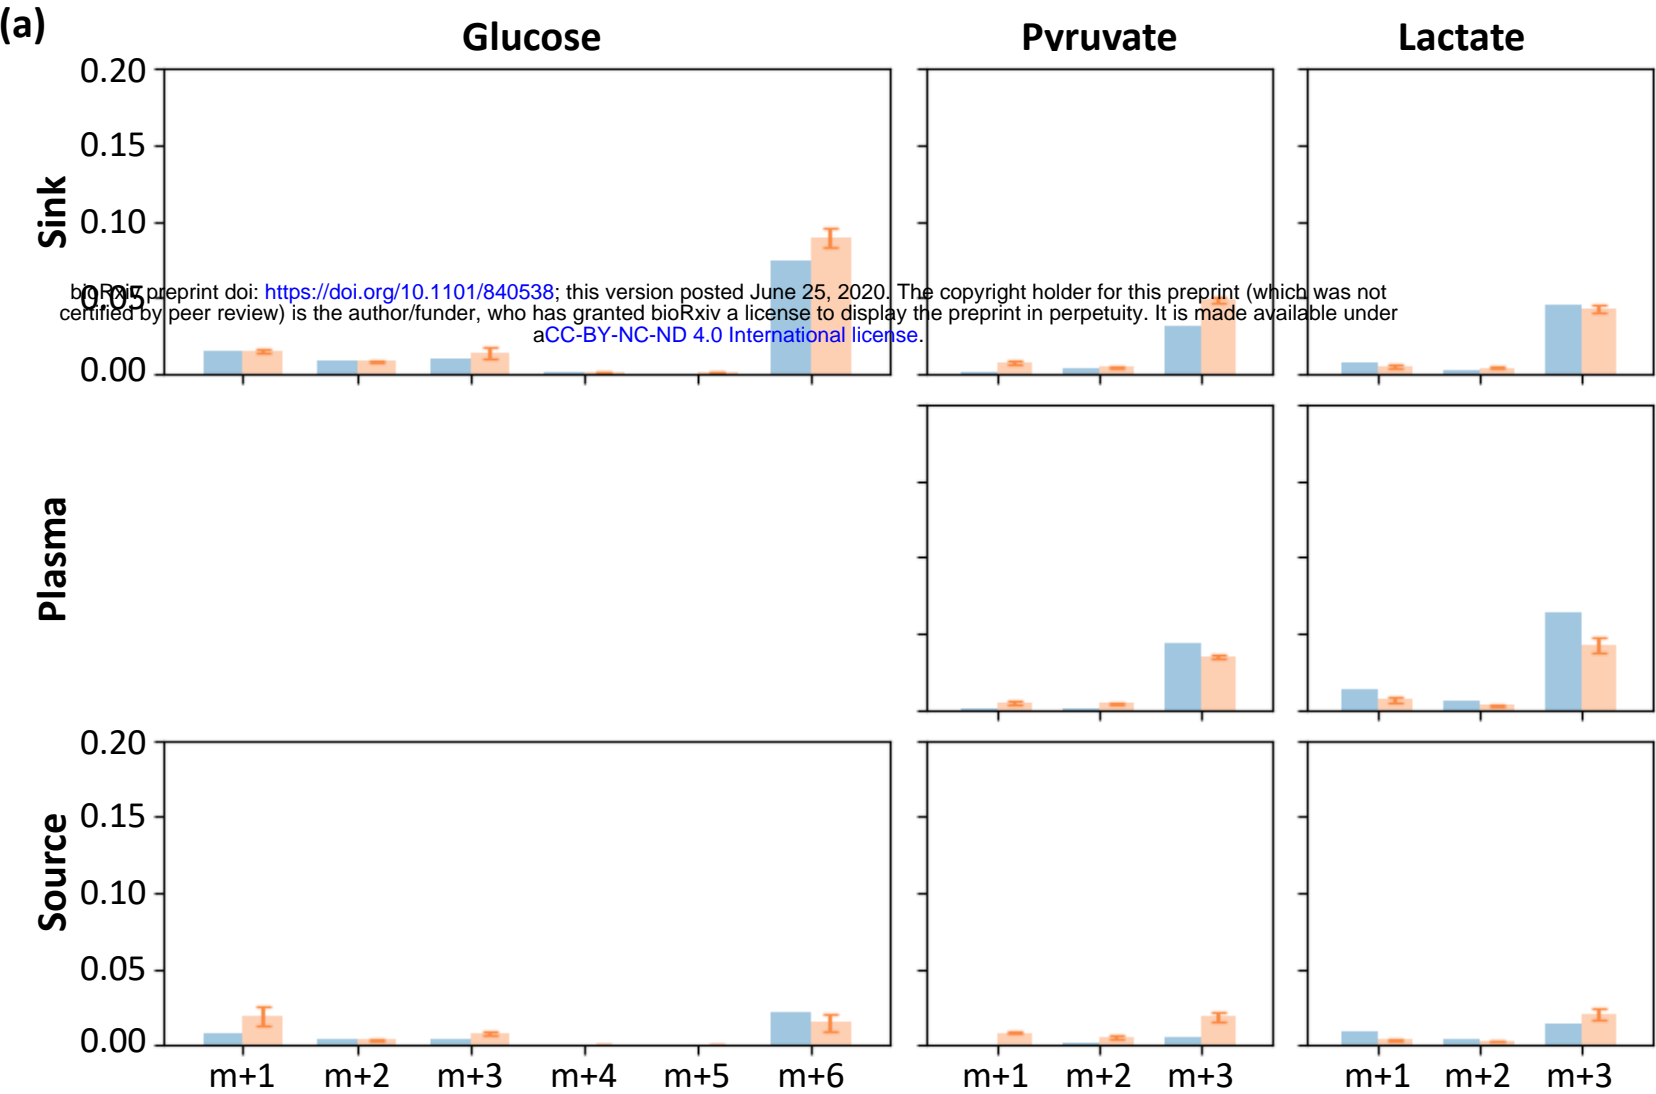 (a)
Glucose Pyruvate Lactate
0.20
0.15
Sink
0.10
0.05
bioRxiv preprint doi: https://doi.org/10.1101/840538; this version posted June 25, 2020. The copyright holder for this preprint (which was not
certified by peer review) is the author/funder, who has granted bioRxiv a license to display the preprint in perpetuity. It is made available under
aCC-BY-NC-ND 4.0 International license.
0.00
Plasma
0.20
0.15
Source
0.10
0.05
0.00
m+1 m+2 m+3 m+4 m+5 m+6 m+1 m+2 m+3 m+1 m+2 m+3